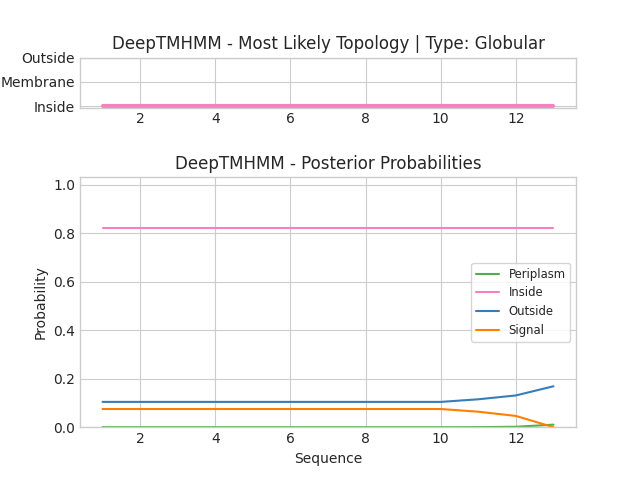 DeepTMHMM - Most Likely Topology | Type: Globular
Outside
Membrane
Inside
2 4 6 8 10 12
DeepTMHMM - Posterior Probabilities
1.0
0.8
0.6
0.4
0.2
0.0
Probability
Periplasm
Inside
Outside
Signal
2 4 6 8 10 12
Sequence